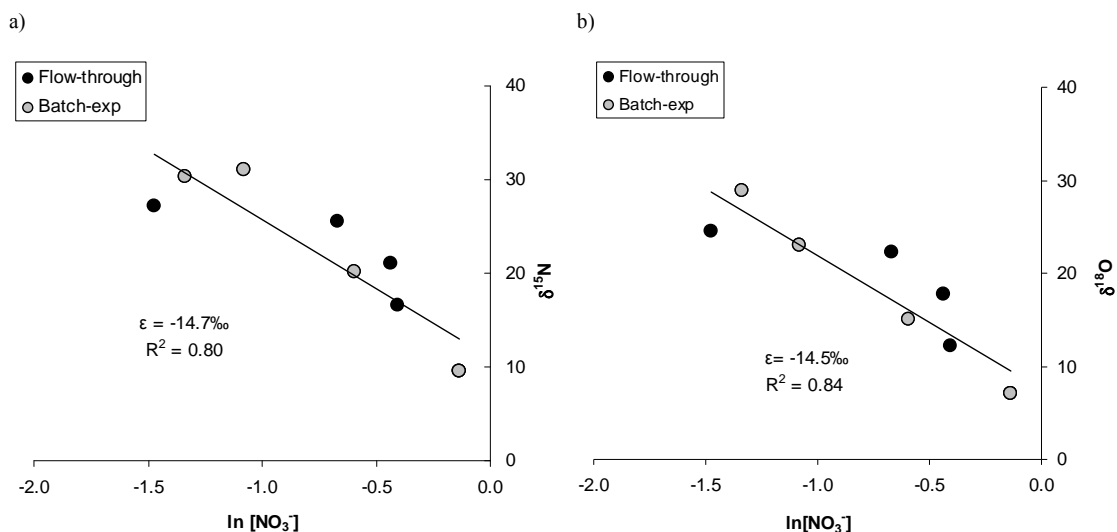 a)
Flow-through
Batch-exp
40
30
20
10
0
δ¹⁵N
ε = -14.7‰
R² = 0.80
-2.0 -1.5 -1.0 -0.5 0.0
ln [NO₃⁻]
b)
Flow-through
Batch-exp
40
30
20
10
0
δ¹⁸O
ε= -14.5‰
R² = 0.84
-2.0 -1.5 -1.0 -0.5 0.0
ln[NO₃⁻]